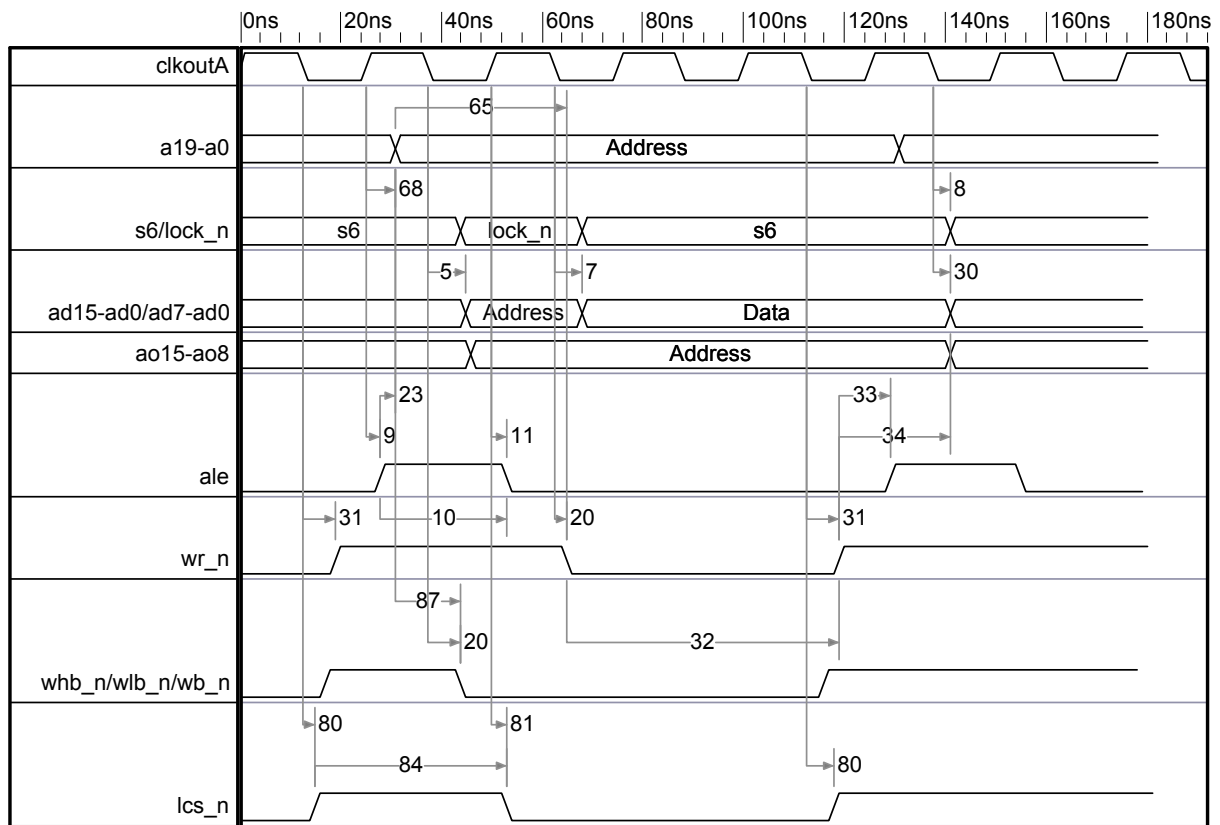 0ns 20ns 40ns 60ns 80ns 100ns 120ns 140ns 160ns 180ns
clkoutA
65
a19-a0 Address
68 8
s6/lock_n s6 lock_n s6
5 7 30
ad15-ad0/ad7-ad0 Address Data
ao15-ao8 Address
23 33
9 11 34
ale
31 10 20 31
wr_n
87
20 32
whb_n/wlb_n/wb_n
80 81
84 80
lcs_n